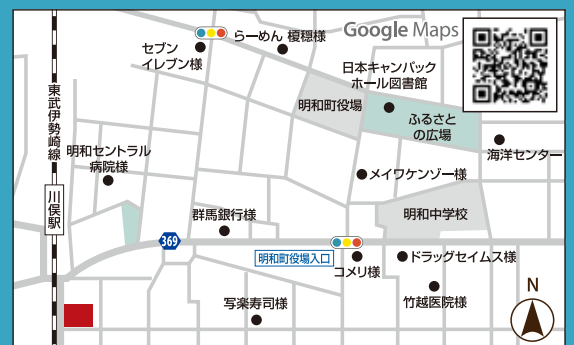 らーめん 榎穏様
Google Maps
セブン
イレブン様
日本キャンパック
ホール図書館
明和町役場
ふるさと
の広場
東武伊勢崎線
明和セントラル
病院様
海洋センター
メイワケンゾー様
川俣駅
群馬銀行様
明和中学校
369
明和町役場入口
コメリ様
ドラッグセイムス様
N
竹越医院様
写楽寿司様